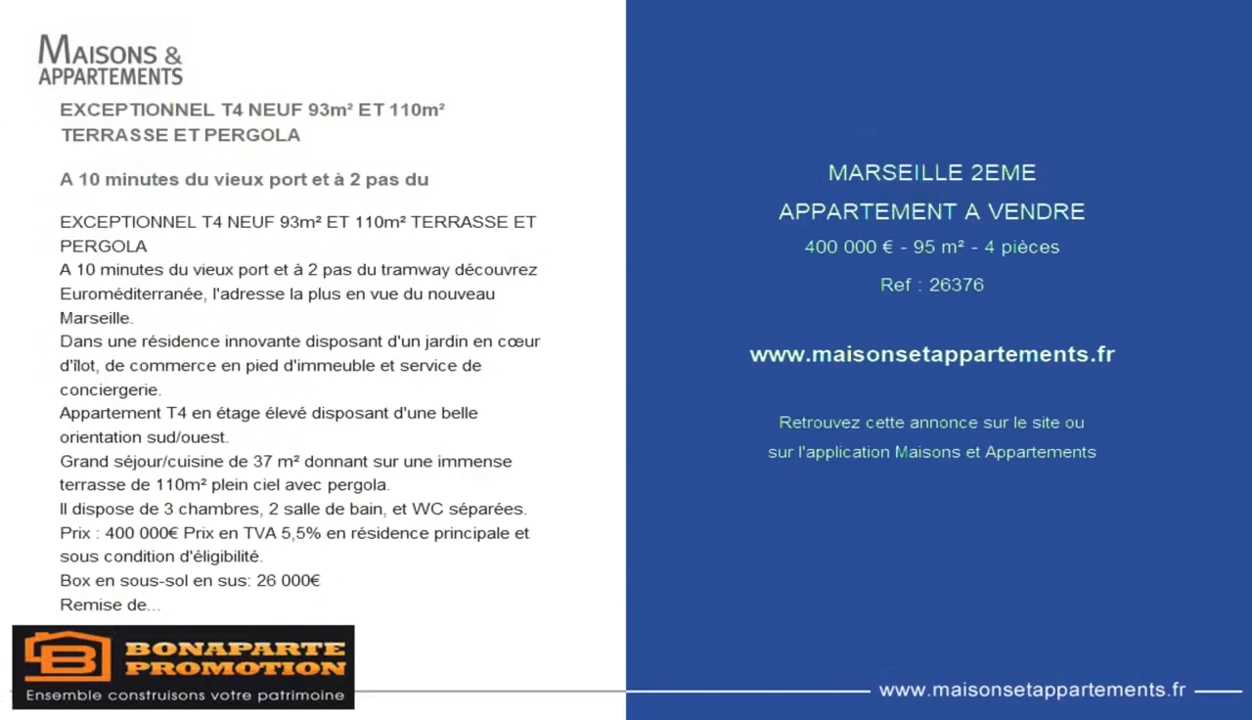 MAISONS &
APPARTEMENTS
EXCEPTIONNEL T4 NEUF 93m² ET 110m²
TERRASSE ET PERGOLA
A 10 minutes du vieux port et à 2 pas du
EXCEPTIONNEL T4 NEUF 93m² ET 110m² TERRASSE ET
PERGOLA
A 10 minutes du vieux port et à 2 pas du tramway découvrez
Euroméditerranée, l'adresse la plus en vue du nouveau
Marseille.
Dans une résidence innovante disposant d'un jardin en cœur
d'îlot, de commerce en pied d'immeuble et service de
conciergerie.
Appartement T4 en étage élevé disposant d'une belle
orientation sud/ouest.
Grand séjour/cuisine de 37 m² donnant sur une immense
terrasse de 110m² plein ciel avec pergola.
Il dispose de 3 chambres, 2 salle de bain, et WC séparées.
Prix : 400 000€ Prix en TVA 5,5% en résidence principale et
sous condition d'éligibilité.
Box en sous-sol en sus: 26 000€
Remise de...
BONAPARTE
PROMOTION
Ensemble construisons votre patrimoine
MARSEILLE 2EME
APPARTEMENT A VENDRE
400 000 € - 95 m² - 4 pièces
Ref : 26376
www.maisonsetappartements.fr
Retrouvez cette annonce sur le site ou
sur l'application Maisons et Appartements
www.maisonsetappartements.fr